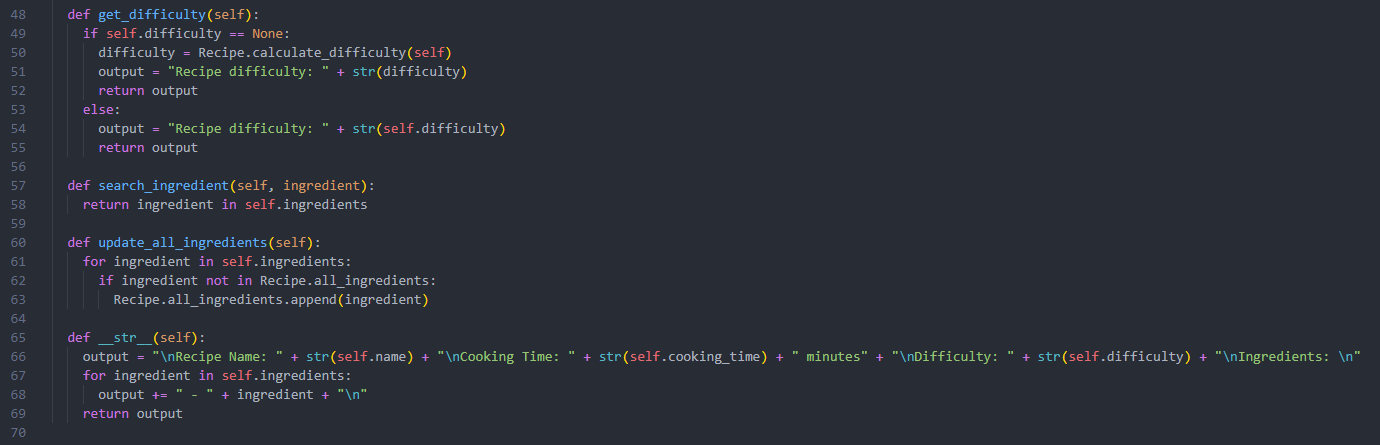 48 def get_difficulty(self):
49 if self.difficulty == None:
50 difficulty = Recipe.calculate_difficulty(self)
51 output = "Recipe difficulty: " + str(difficulty)
52 return output
53 else:
54 output = "Recipe difficulty: " + str(self.difficulty)
55 return output
56
57 def search_ingredient(self, ingredient):
58 return ingredient in self.ingredients
59
60 def update_all_ingredients(self):
61 for ingredient in self.ingredients:
62 if ingredient not in Recipe.all_ingredients:
63 Recipe.all_ingredients.append(ingredient)
64
65 def __str__(self):
66 output = "\nRecipe Name: " + str(self.name) + "\nCooking Time: " + str(self.cooking_time) + " minutes" + "\nDifficulty: " + str(self.difficulty) + "\nIngredients: \n"
67 for ingredient in self.ingredients:
68 output += " - " + ingredient + "\n"
69 return output
70